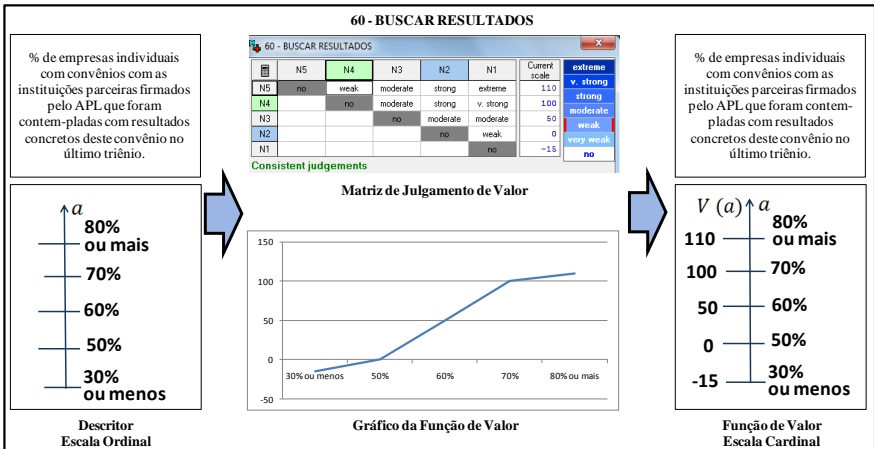 60 - BUSCAR RESULTADOS
% de empresas individuais
com convênios com as
instituições parceiras firmados
pelo APL que foram
contem-pladas com resultados
concretos deste convênio no
último triênio.
a
80%
ou mais
70%
60%
50%
30%
ou menos
Descritor
Escala Ordinal
60 - BUSCAR RESULTADOS X
N5 N4 N3 N2 N1 Current scale
N5 no weak moderate strong extreme 110
N4 no moderate strong v. strong 100
N3 no moderate moderate 50
N2 no weak 0
N1 no -15
extreme
v. strong
strong
moderate
weak
very weak
no
Consistent judgements
Matriz de Julgamento de Valor
150
100
50
0
-50
30% ou menos 50% 60% 70% 80% ou mais
Gráfico da Função de Valor
% de empresas individuais
com convênios com as
instituições parceiras firmados
pelo APL que foram
contem-pladas com resultados
concretos deste convênio no
último triênio.
V (a) a
80%
110 ou mais
100 70%
50 60%
0 50%
-15 30%
ou menos
Função de Valor
Escala Cardinal